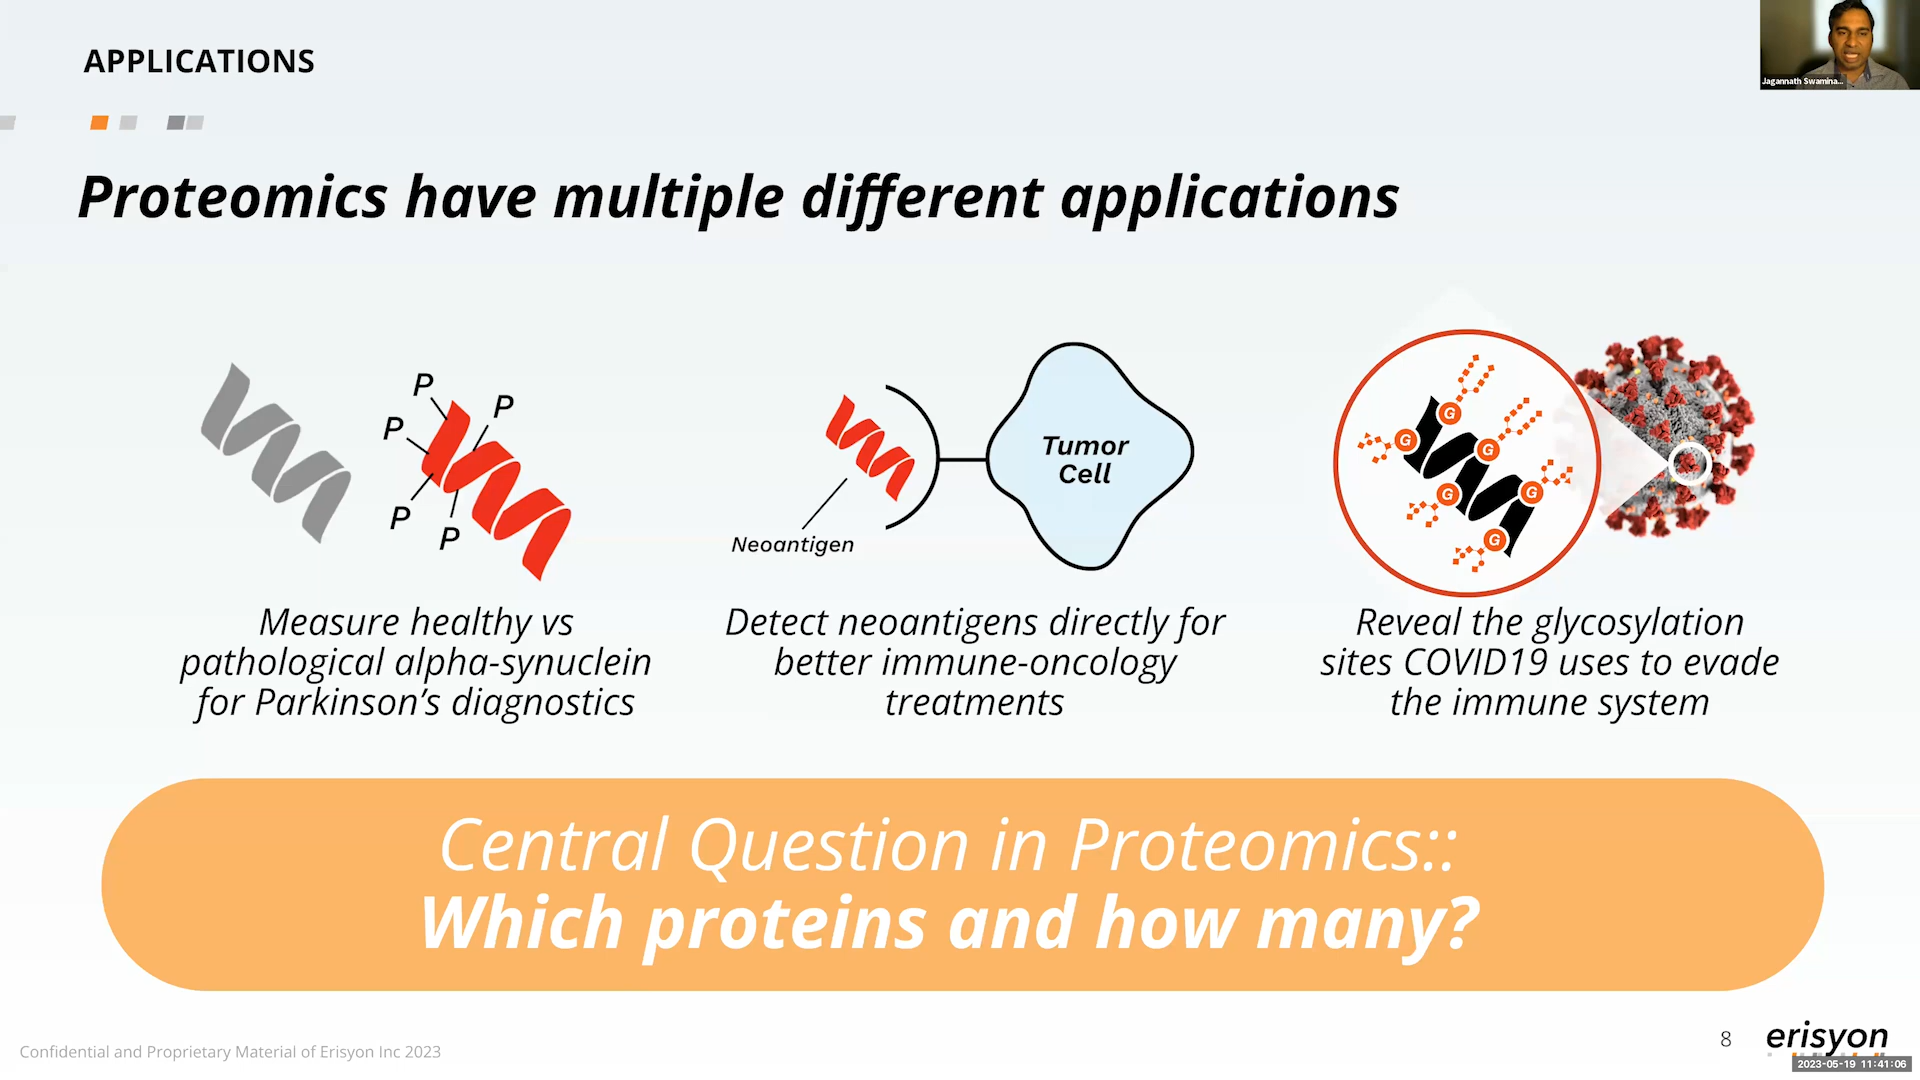 APPLICATIONS
Jagannath Swamina...
Proteomics have multiple different applications
P
P
P
P
P
Neoantigen
Tumor
Cell
G
G
G
G
G
G
Measure healthy vs
pathological alpha-synuclein
for Parkinson’s diagnostics
Detect neoantigens directly for
better immune-oncology
treatments
Reveal the glycosylation
sites COVID19 uses to evade
the immune system
Central Question in Proteomics::
Which proteins and how many?
Confidential and Proprietary Material of Erisyon Inc 2023
8
erisyon
2023-05-19 11:41:06